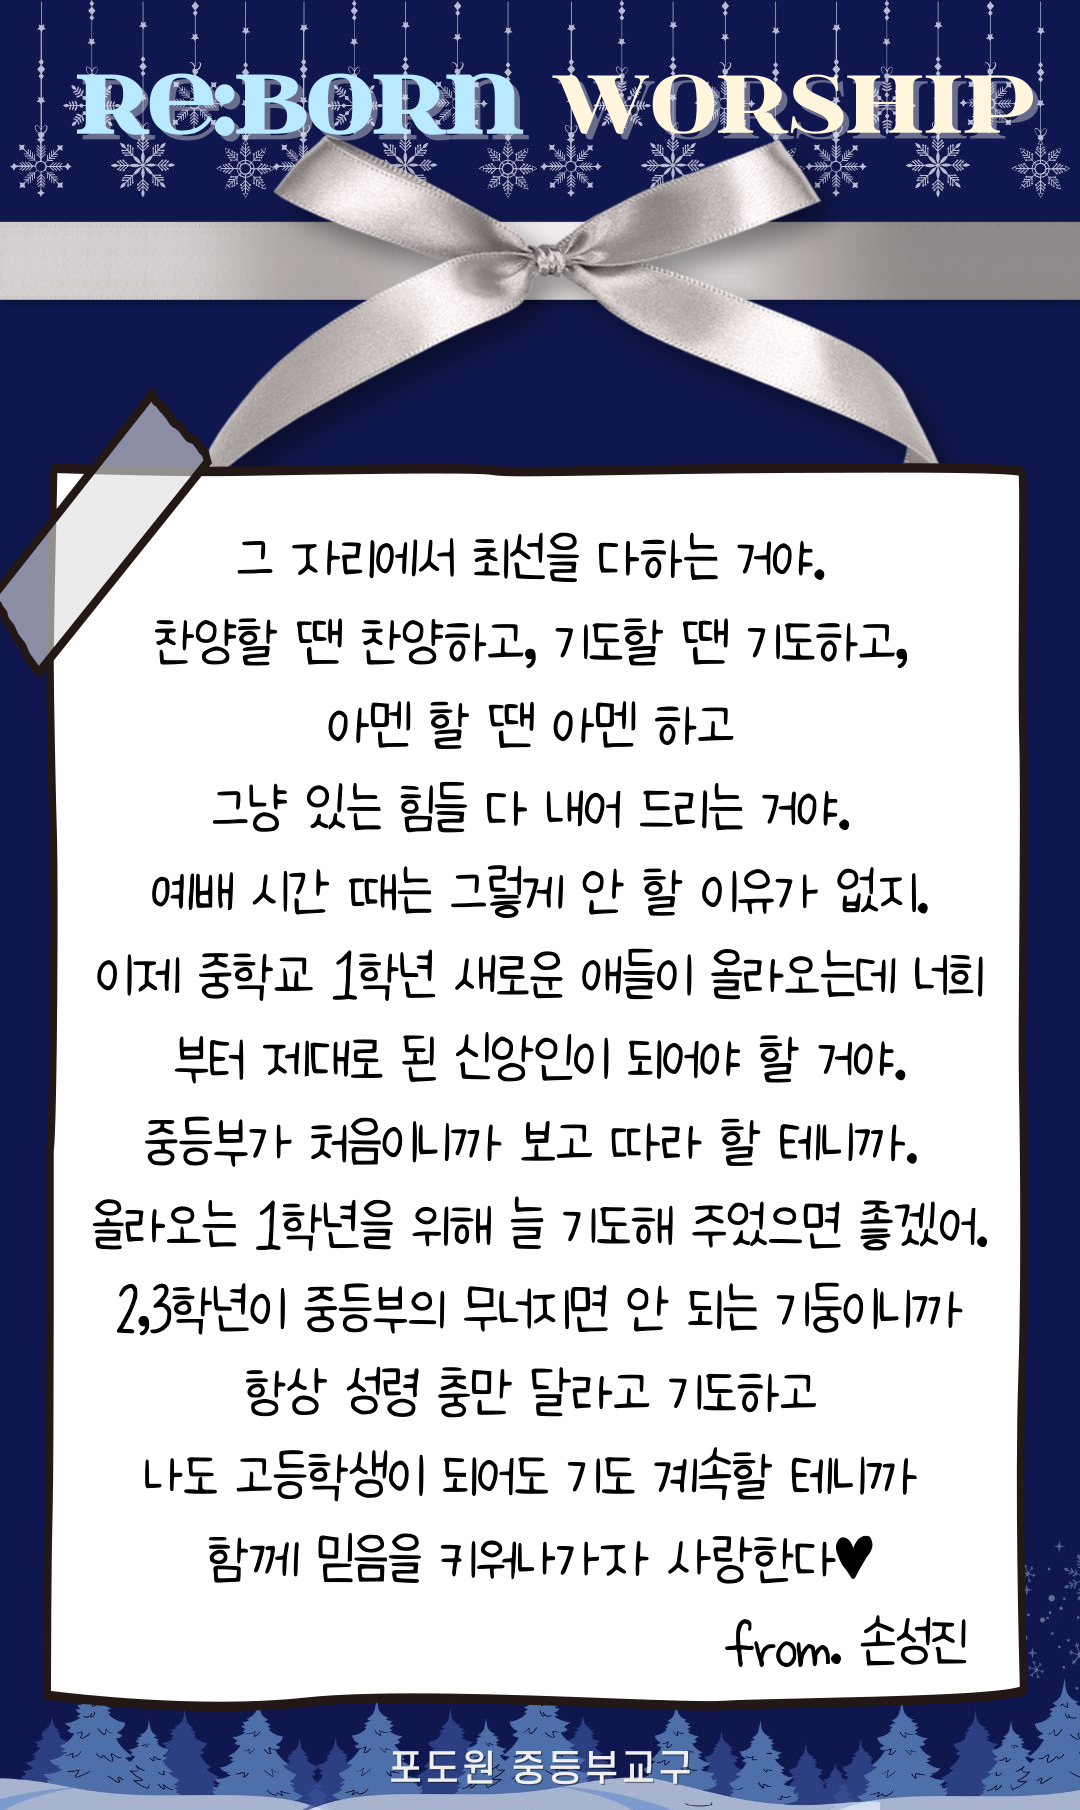 Re:BORN WORSHIP
그 자리에서 최선을 다하는 거야.
찬양할 땐 찬양하고, 기도할 땐 기도하고,
아멘 할 땐 아멘 하고
그냥 있는 힘들 다 내어 드리는 거야.
예배 시간 때는 그렇게 안 할 이유가 없지.
이제 중학교 1학년 새로운 애들이 올라오는데 너희
부터 제대로 된 신앙인이 되어야 할 거야.
중등부가 처음이니까 보고 따라 할 테니까.
올라오는 1학년을 위해 늘 기도해 주었으면 좋겠어.
2,3학년이 중등부의 무너지면 안 되는 기둥이니까
항상 성령 충만 달라고 기도하고
나도 고등학생이 되어도 기도 계속할 테니까
함께 믿음을 키워나가자 사랑한다♥
from. 손성진
포도원 중등부교구